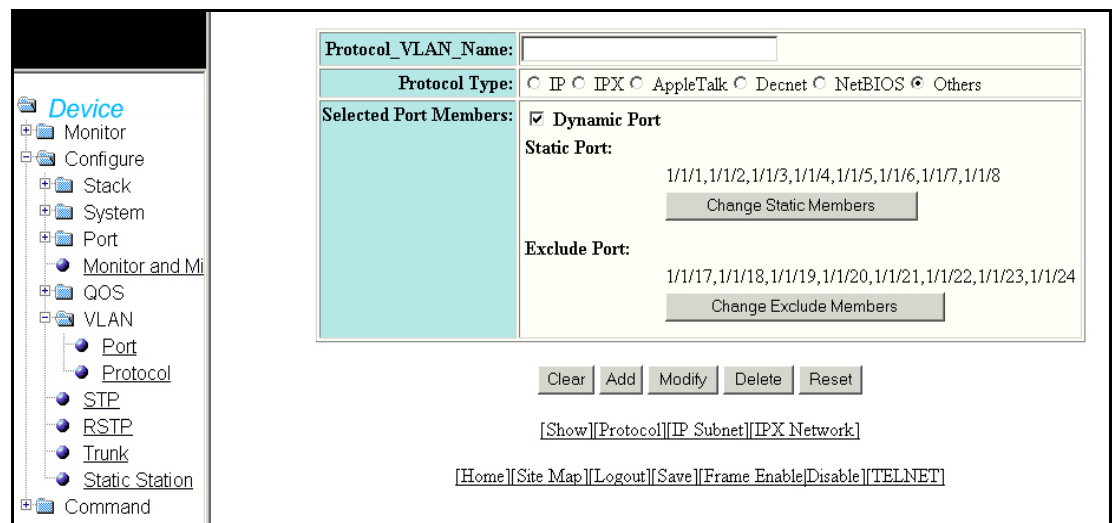 Device
Monitor
Configure
Stack
System
Port
Monitor and Mi
QOS
VLAN
Port
Protocol
STP
RSTP
Trunk
Static Station
Command
Protocol_VLAN_Name:
Protocol Type: IP IPX AppleTalk Decnet NetBIOS Others
Selected Port Members: Dynamic Port
Static Port:
1/1/1,1/1/2,1/1/3,1/1/4,1/1/5,1/1/6,1/1/7,1/1/8
Change Static Members
Exclude Port:
1/1/17,1/1/18,1/1/19,1/1/20,1/1/21,1/1/22,1/1/23,1/1/24
Change Exclude Members
Clear Add Modify Delete Reset
[Show][Protocol][IP Subnet][IPX Network]
[Home][Site Map][Logout][Save][Frame Enable|Disable][TELNET]